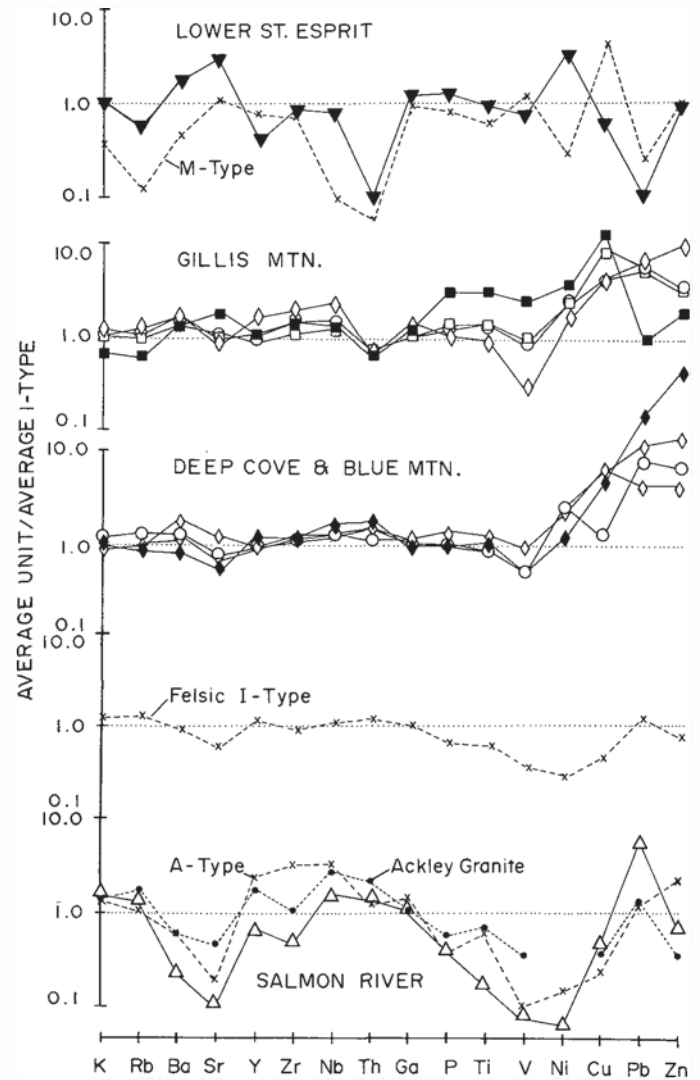 10.0
LOWER ST. ESPRIT
1.0
M-Type
0.1
10.0
GILLIS MTN.
1.0
0.1
10.0
DEEP COVE & BLUE MTN.
1.0
0.1
10.0
Felsic I-Type
1.0
0.1
10.0
A-Type
Ackley Granite
1.0
SALMON RIVER
0.1
K Rb Ba Sr Y Zr Nb Th Ga P Ti V Ni Cu Pb Zn
AVERAGE UNIT/AVERAGE I-TYPE